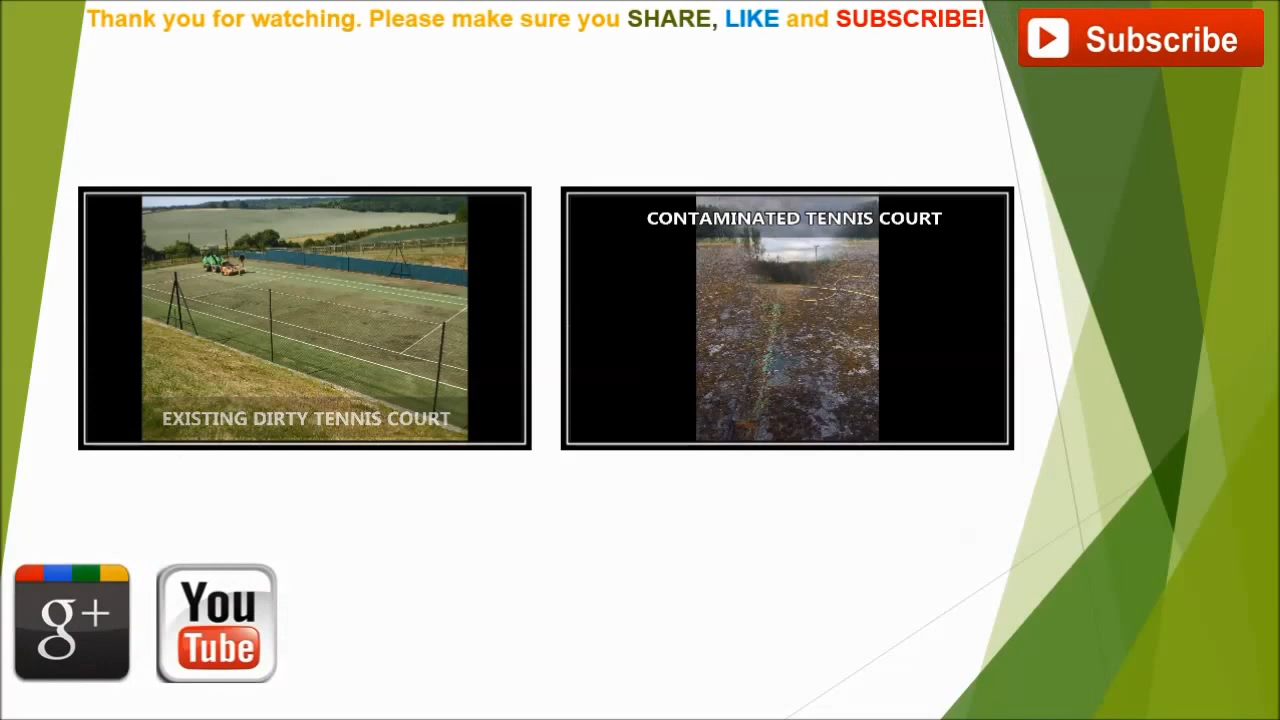 Thank you for watching. Please make sure you SHARE, LIKE and SUBSCRIBE!
Subscribe
CONTAMINATED TENNIS COURT
EXISTING DIRTY TENNIS COURT
g+
You
Tube